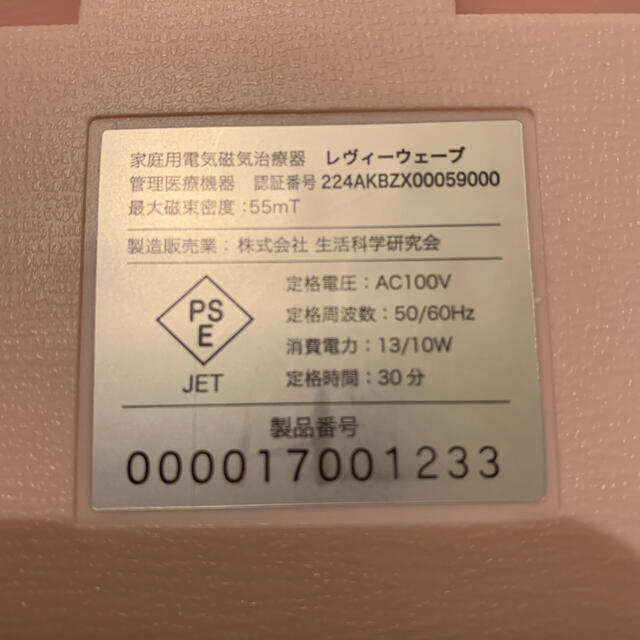 家庭用電気磁気治療器 レヴィーウェーブ
管理医療機器 認証番号 224AKBZX00059000
最大磁束密度:55mT
製造販売業:株式会社 生活科学研究会
定格電圧:AC100V
PS
E
定格周波数:50/60Hz
消費電力:13/10W
JET
定格時間:30分
製品番号
000017001233